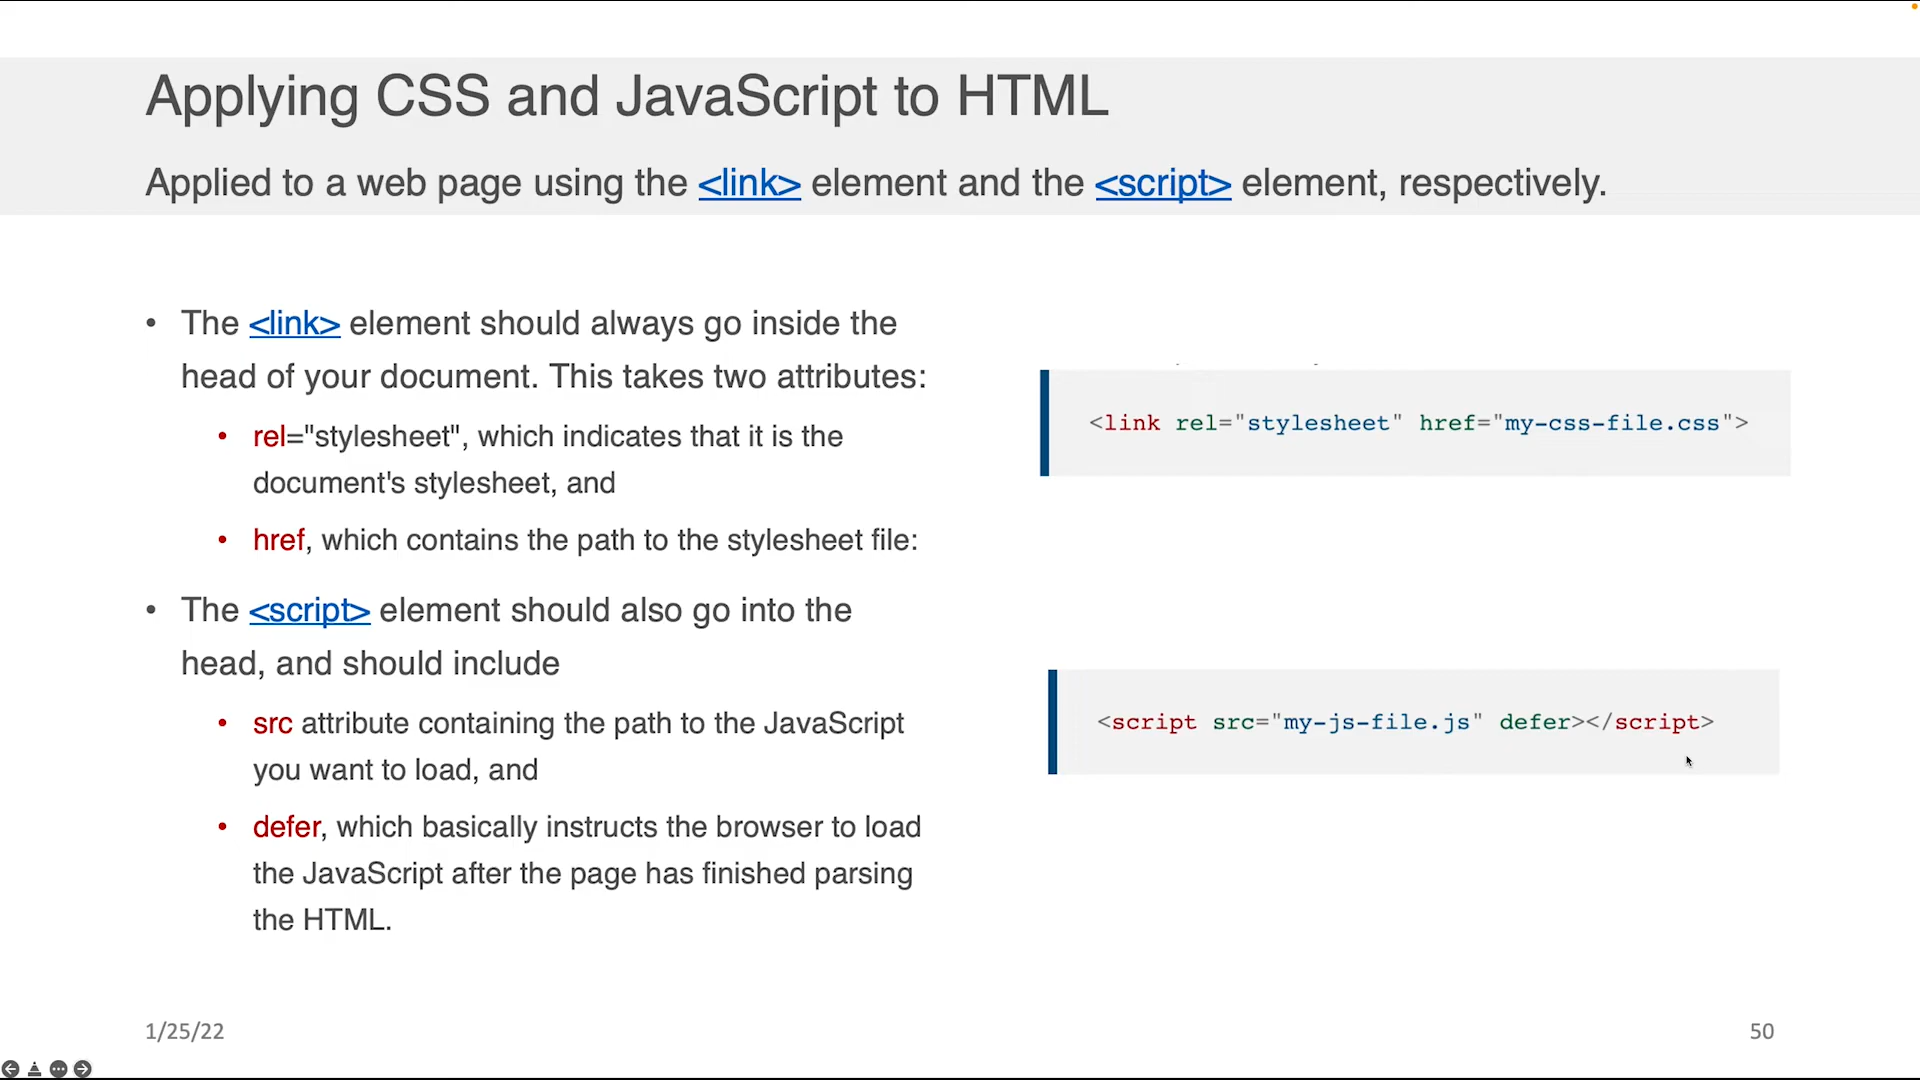 Applying CSS and JavaScript to HTML
Applied to a web page using the <link> element and the <script> element, respectively.
• The <link> element should always go inside the
head of your document. This takes two attributes:
• rel="stylesheet", which indicates that it is the
document's stylesheet, and
• href, which contains the path to the stylesheet file:
<link rel="stylesheet" href="my-css-file.css">
• The <script> element should also go into the
head, and should include
• src attribute containing the path to the JavaScript
you want to load, and
• defer, which basically instructs the browser to load
the JavaScript after the page has finished parsing
the HTML.
<script src="my-js-file.js" defer></script>
1/25/22
50